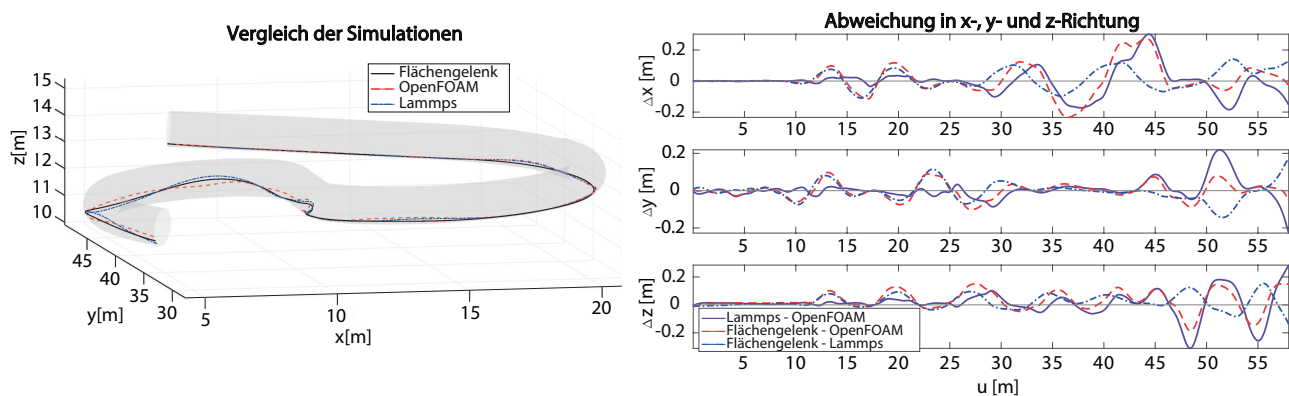 Vergleich der Simulationen
Flächengelenk
OpenFOAM
Lammps
15
14
13
12
11
10
z[m]
45
40
35
30
y[m]
5
10
15
20
x[m]
Abweichung in x-, y- und z-Richtung
0.2
0
-0.2
Δx [m]
5 10 15 20 25 30 35 40 45 50 55
0.2
0
-0.2
Δy [m]
5 10 15 20 25 30 35 40 45 50 55
0.2
0
-0.2
Δz [m]
Lammps - OpenFOAM
Flächengelenk - OpenFOAM
Flächengelenk - Lammps
5 10 15 20 25 30 35 40 45 50 55
u [m]